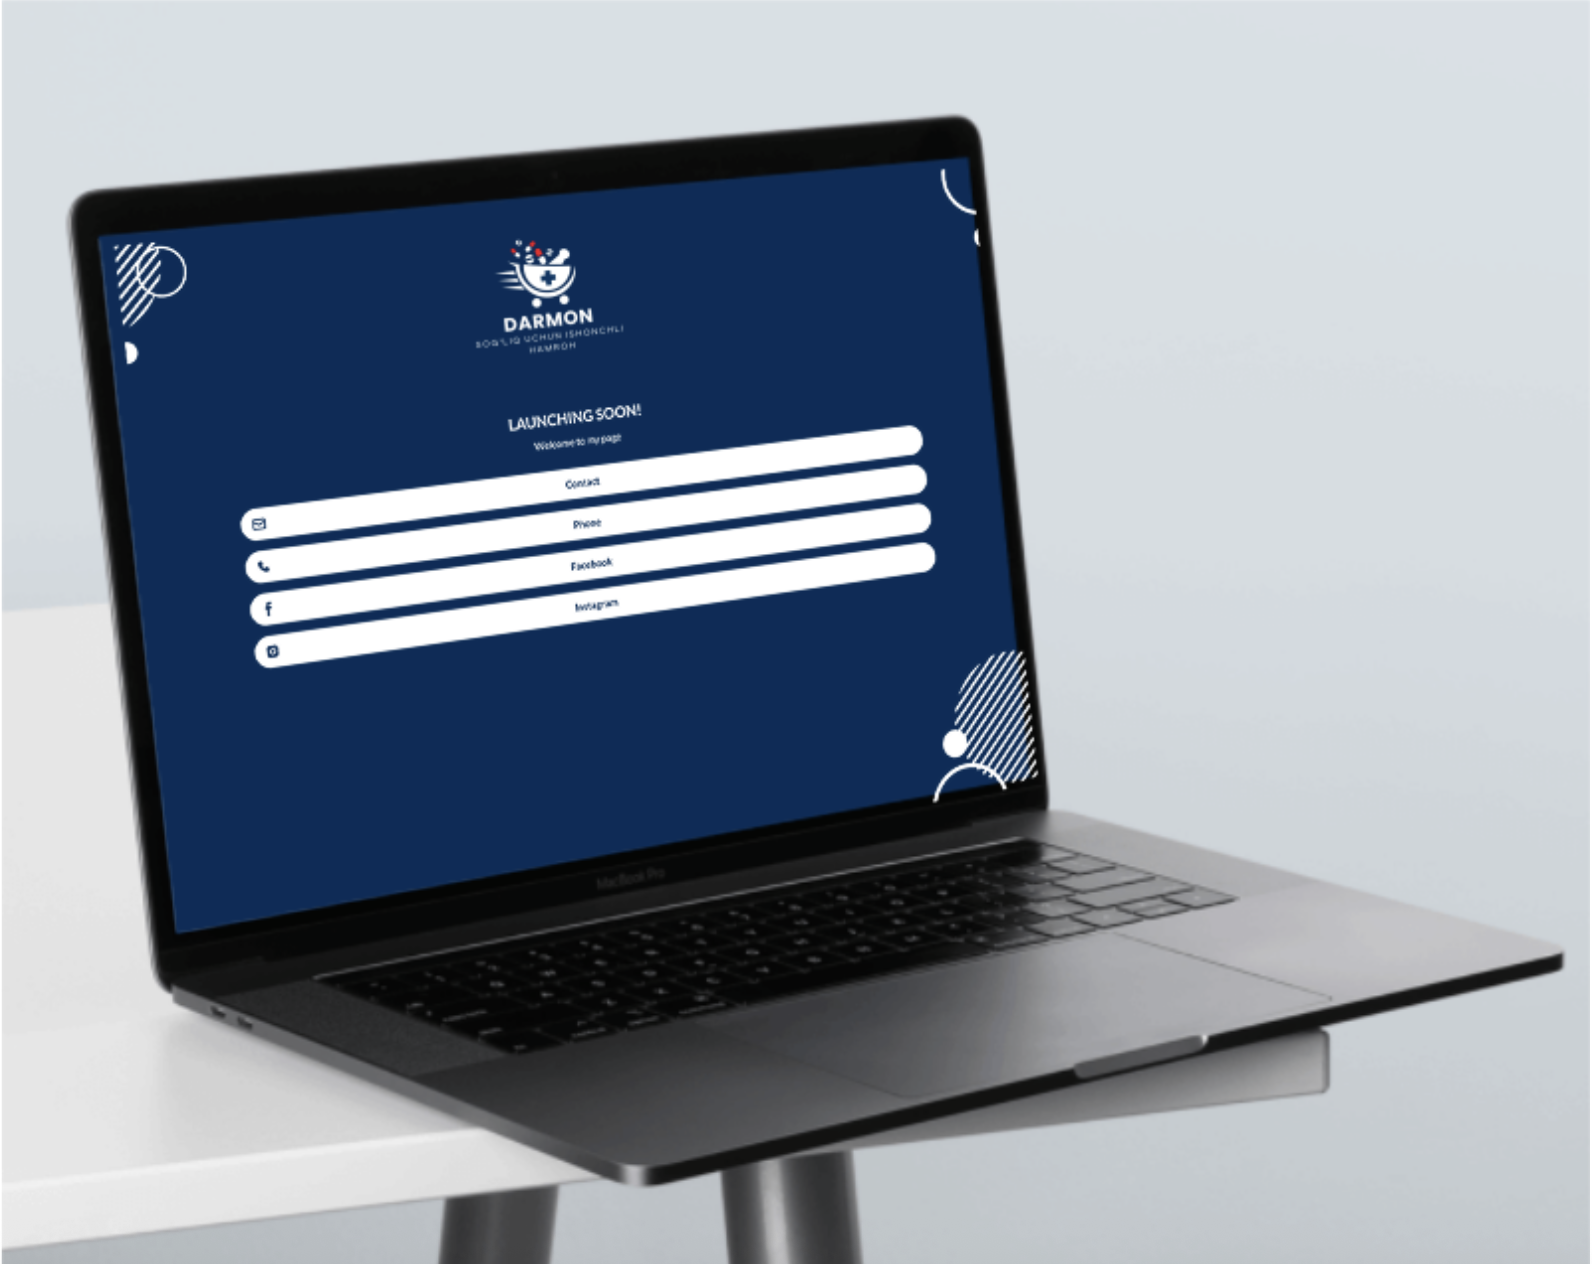 DARMON
SOG'LIQ UCHUN ISHONCHLI
HAMROH
LAUNCHING SOON!
Welcome to my page
Contact
Phone
Facebook
Instagram
MacBook Pro